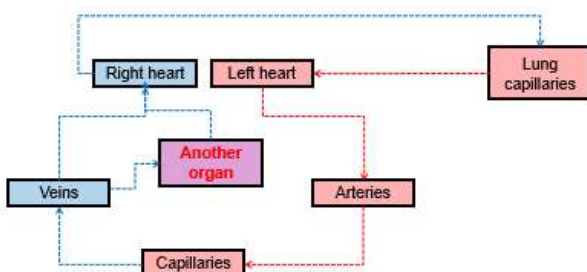 Right heart
Left heart
Lung
capillaries
Another
organ
Veins
Arteries
Capillaries